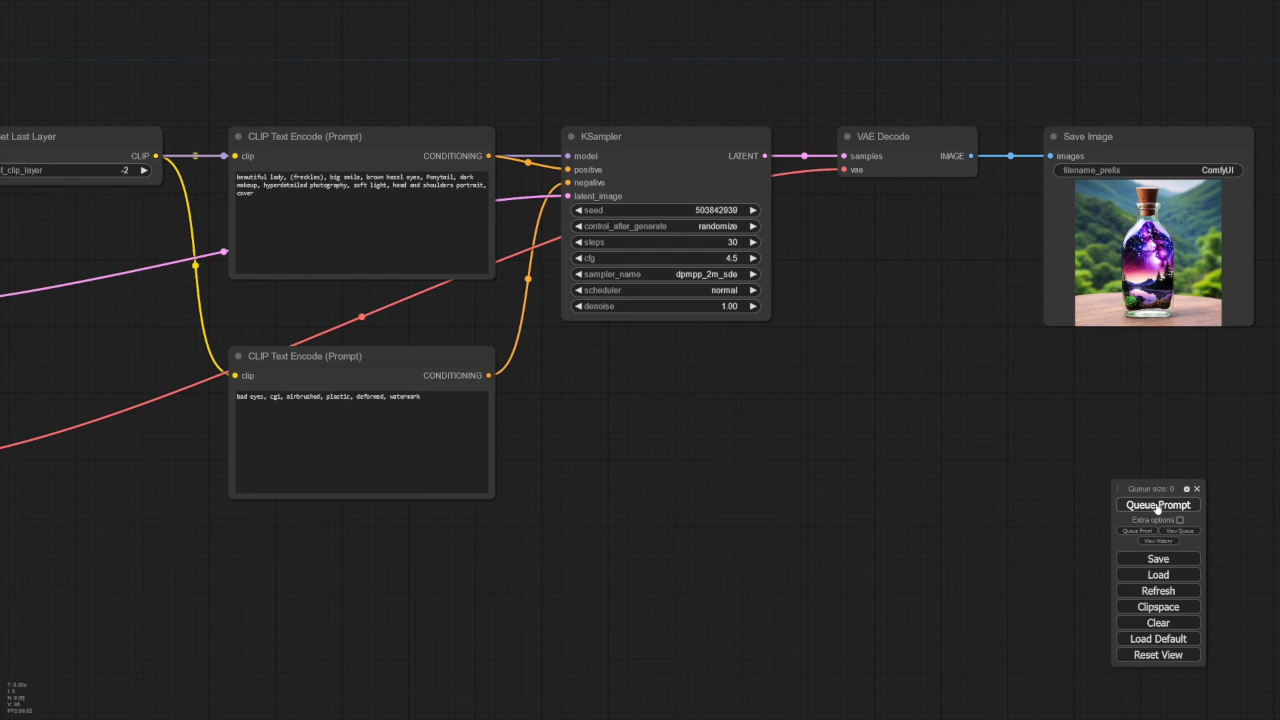 et Last Layer
CLIP
t_clip_layer -2
CLIP Text Encode (Prompt)
clip CONDITIONING
beautiful lady, (freckles), big smile, brown hazel eyes, Ponytail, dark
makeup, hyperdetailed photography, soft light, head and shoulders portrait,
cover
CLIP Text Encode (Prompt)
clip CONDITIONING
bad eyes, cgi, airbrushed, plastic, deformed, watermark
KSampler
model LATENT
positive
negative
latent_image
seed 503842939
control_after_generate randomize
steps 30
cfg 4.5
sampler_name dpmpp_2m_sde
scheduler normal
denoise 1.00
VAE Decode
samples IMAGE
vae
Save Image
images
filename_prefix ComfyUI
Queue size: 0
Queue Prompt
Extra options
Queue Front View Queue
View History
Save
Load
Refresh
Clipspace
Clear
Load Default
Reset View
T: 0.00s
I: 0